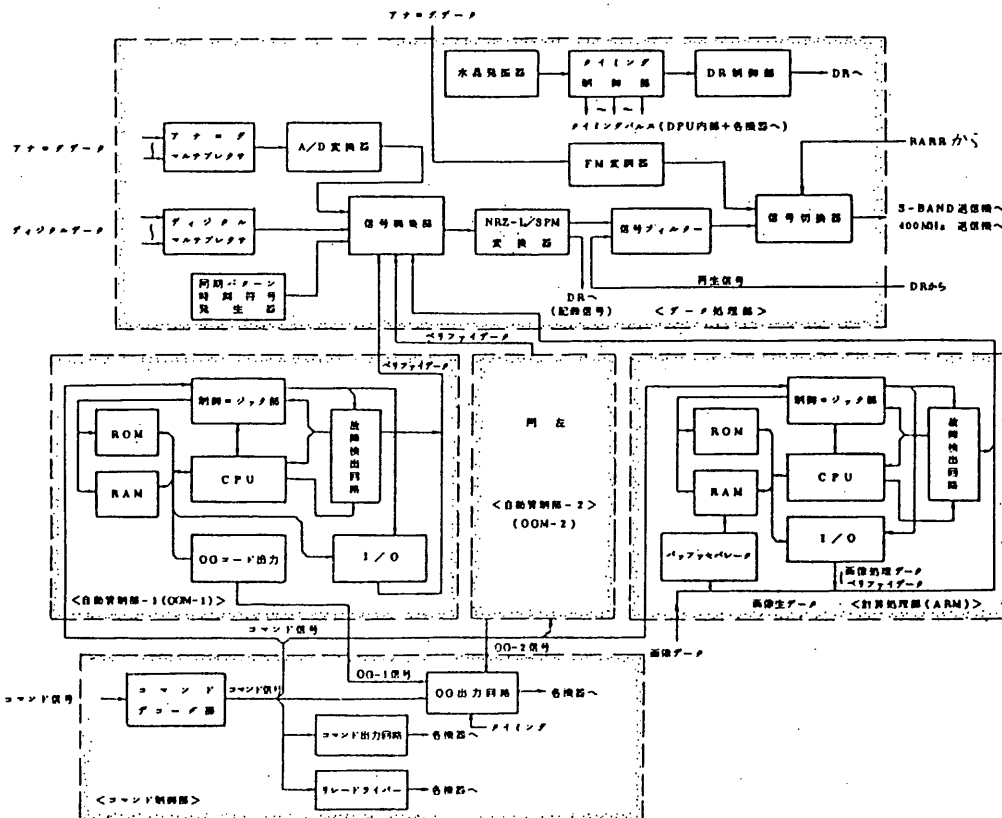 アナログデータ
水晶発振器
タイミング
制御部
DR制御部
DRへ
タイミングパルス(DPU内部+各機器へ)
アナログデータ
アナログ
マルチプレクサ
A/D変換器
FM変調器
RARRから
ディジタルデータ
ディジタル
マルチプレクサ
信号編集部
NRZ-L/SPM
変換器
信号フィルター
信号切換器
S-BAND送信機へ
400MHz 送信機へ
同期パターン
時刻符号
発生器
DRへ
(記録信号)
再生信号
DRから
<データ処理部>
ベリファイデータ
ベリファイデータ
制御ロジック部
ROM
RAM
CPU
故障検出回路
OGコード出力
I/O
<自動管制部-1(OGM-1)>
同左
<自動管制部-2>
(OGM-2)
制御ロジック部
ROM
RAM
CPU
故障検出回路
バッファセパレータ
I/O
画像処理データ
ベリファイデータ
画像生データ
<計算処理部(ARM)>
画像データ
コマンド信号
OG-1信号
OG-2信号
コマンド信号
コマンド
デコーダ部
コマンド信号
OG出力回路
各機器へ
タイミング
コマンド出力回路
各機器へ
リレードライバー
各機器へ
<コマンド制御部>